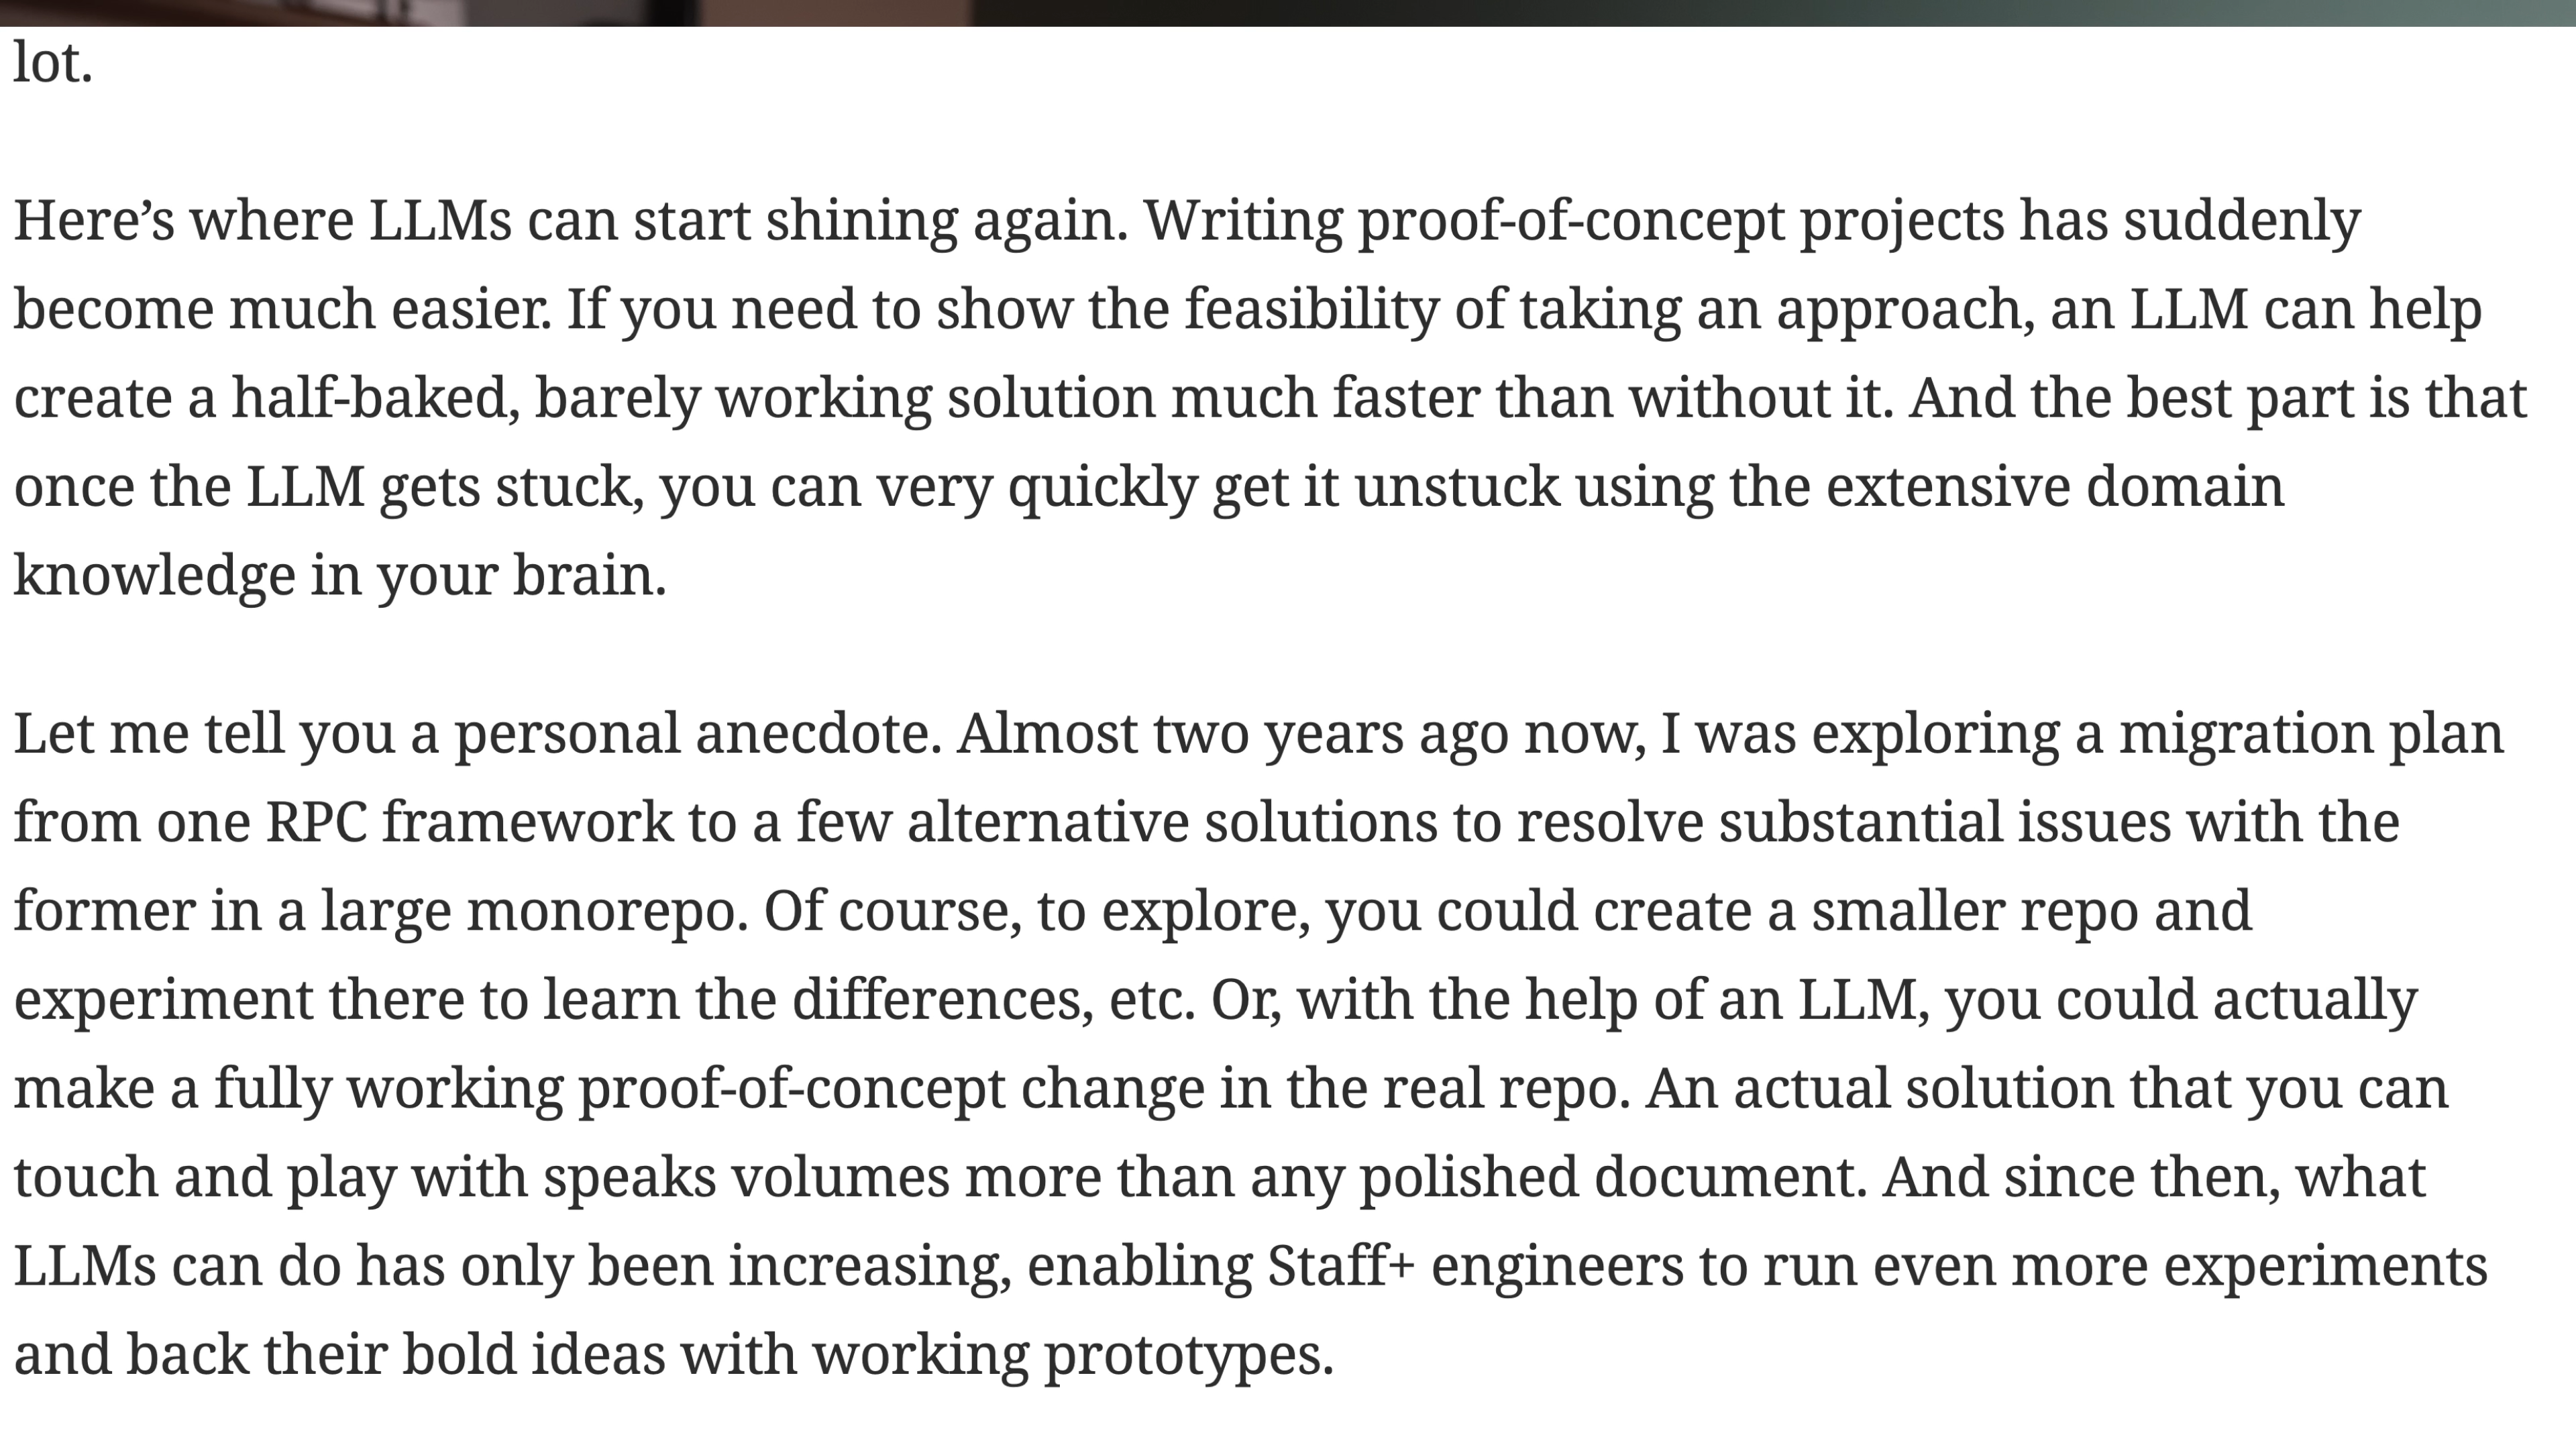 lot.
Here’s where LLMs can start shining again. Writing proof-of-concept projects has suddenly
become much easier. If you need to show the feasibility of taking an approach, an LLM can help
create a half-baked, barely working solution much faster than without it. And the best part is that
once the LLM gets stuck, you can very quickly get it unstuck using the extensive domain
knowledge in your brain.
Let me tell you a personal anecdote. Almost two years ago now, I was exploring a migration plan
from one RPC framework to a few alternative solutions to resolve substantial issues with the
former in a large monorepo. Of course, to explore, you could create a smaller repo and
experiment there to learn the differences, etc. Or, with the help of an LLM, you could actually
make a fully working proof-of-concept change in the real repo. An actual solution that you can
touch and play with speaks volumes more than any polished document. And since then, what
LLMs can do has only been increasing, enabling Staff+ engineers to run even more experiments
and back their bold ideas with working prototypes.